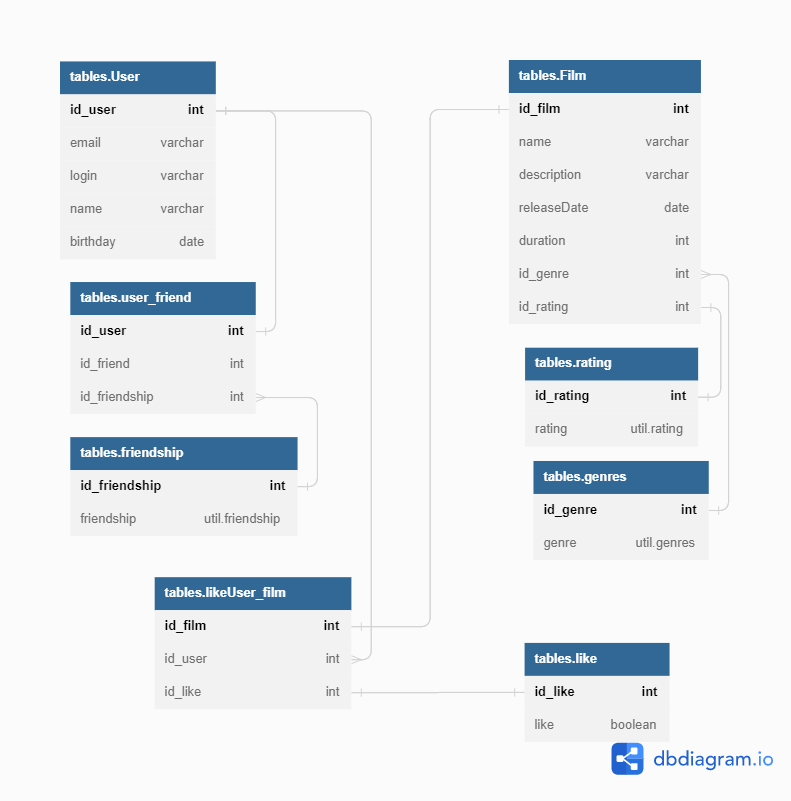 tables.User
id_user int
email varchar
login varchar
name varchar
birthday date
tables.user_friend
id_user int
id_friend int
id_friendship int
tables.friendship
id_friendship int
friendship util.friendship
tables.likeUser_film
id_film int
id_user int
id_like int
tables.Film
id_film int
name varchar
description varchar
releaseDate date
duration int
id_genre int
id_rating int
tables.rating
id_rating int
rating util.rating
tables.genres
id_genre int
genre util.genres
tables.like
id_like int
like boolean
dbdiagram.io